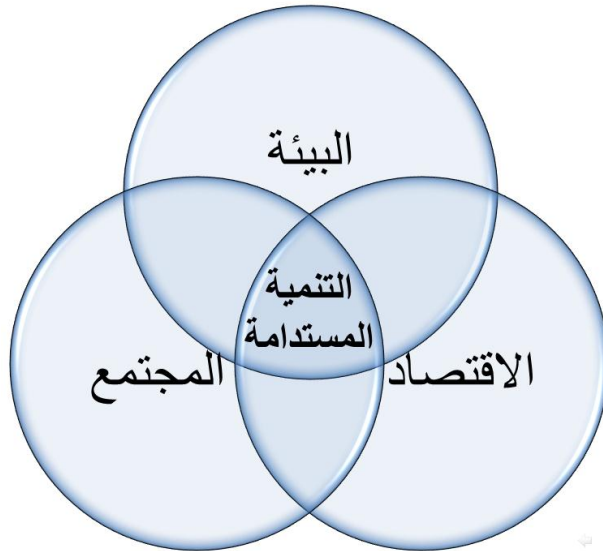 البيئة
التنمية
المستدامة
الاقتصاد
المجتمع